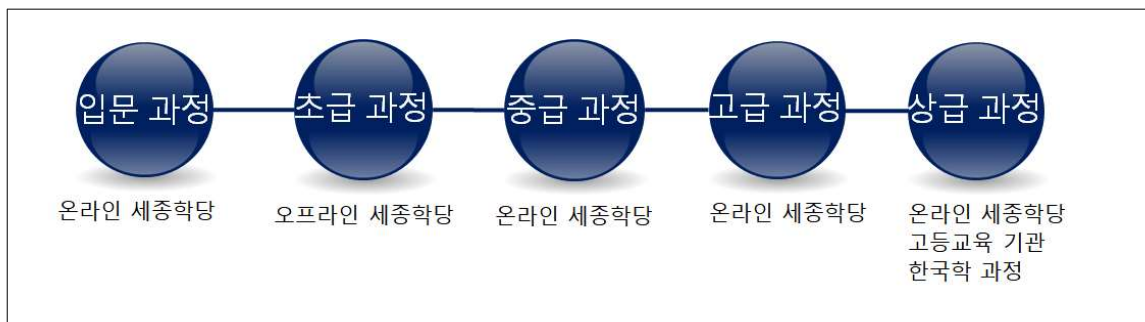 입문 과정
초급 과정
중급 과정
고급 과정
상급 과정
온라인 세종학당
오프라인 세종학당
온라인 세종학당
온라인 세종학당
온라인 세종학당
고등교육 기관
한국학 과정